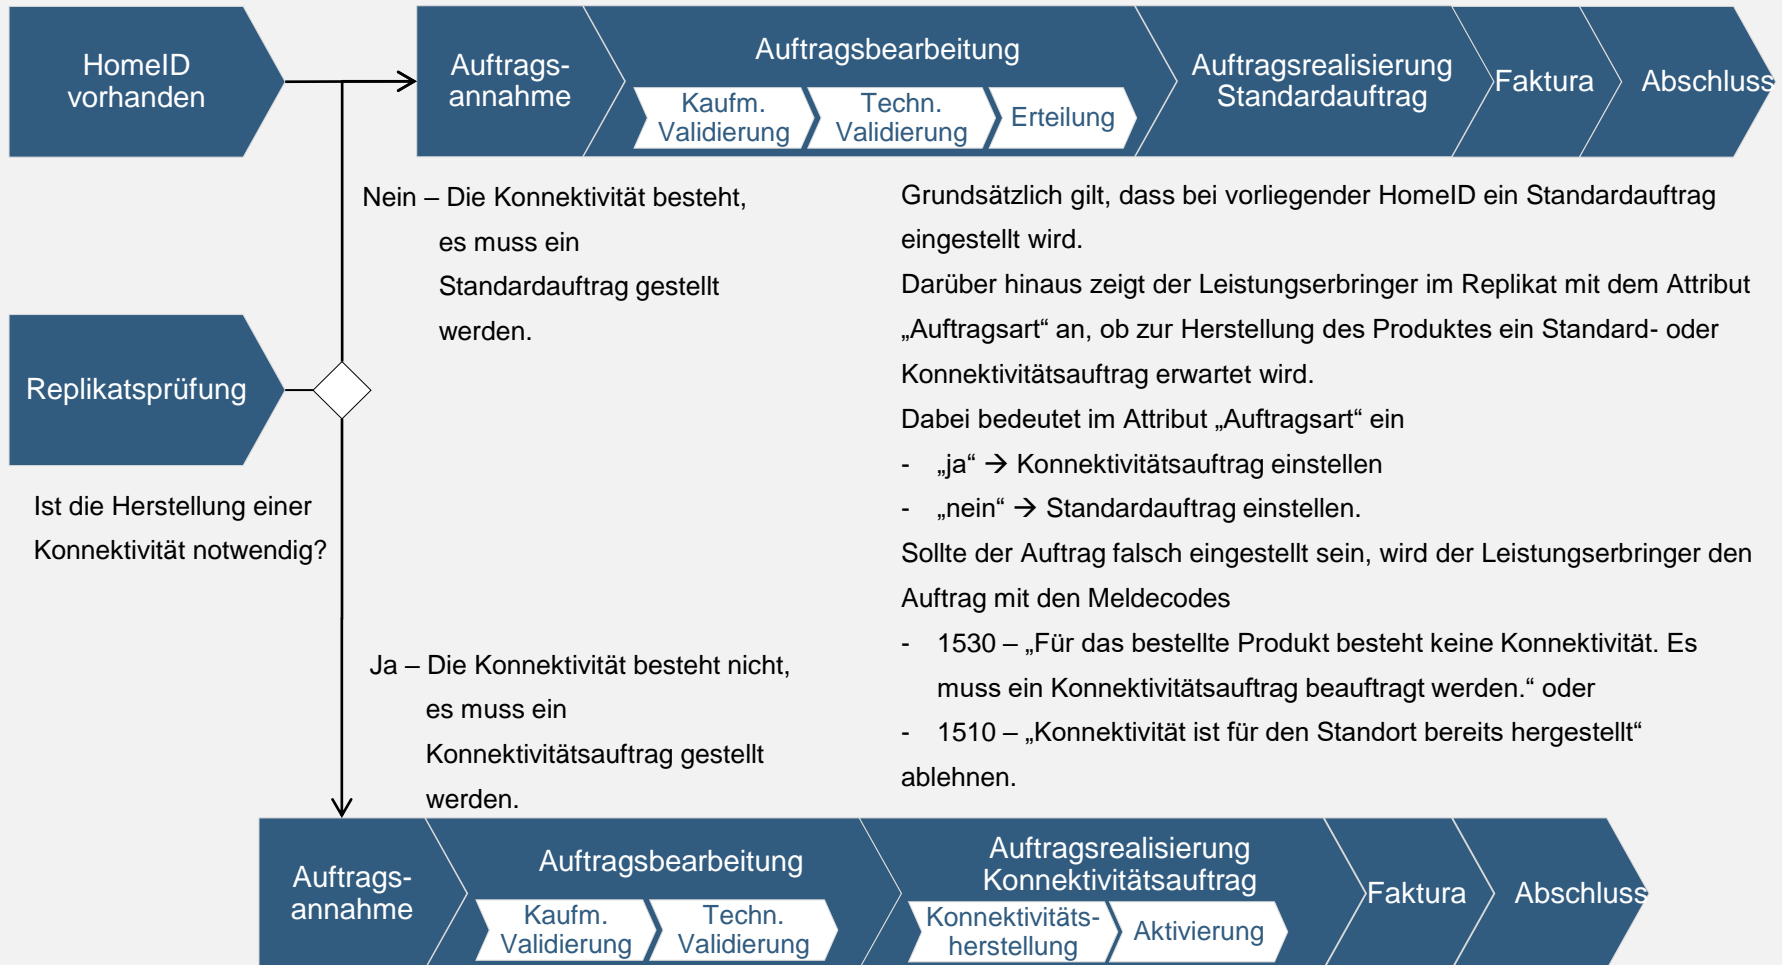 HomeID
vorhanden
Auftrags-
annahme
Auftragsbearbeitung
Kaufm.
Validierung
Techn.
Validierung
Erteilung
Auftragsrealisierung
Standardauftrag
Faktura
Abschluss
Nein – Die Konnektivität besteht,
es muss ein
Standardauftrag gestellt
werden.
Replikatsprüfung
Ist die Herstellung einer
Konnektivität notwendig?
Ja – Die Konnektivität besteht nicht,
es muss ein
Konnektivitätsauftrag gestellt
werden.
Grundsätzlich gilt, dass bei vorliegender HomeID ein Standardauftrag
eingestellt wird.
Darüber hinaus zeigt der Leistungserbringer im Replikat mit dem Attribut
„Auftragsart“ an, ob zur Herstellung des Produktes ein Standard- oder
Konnektivitätsauftrag erwartet wird.
Dabei bedeutet im Attribut „Auftragsart“ ein
- „ja“ → Konnektivitätsauftrag einstellen
- „nein“ → Standardauftrag einstellen.
Sollte der Auftrag falsch eingestellt sein, wird der Leistungserbringer den
Auftrag mit den Meldecodes
- 1530 – „Für das bestellte Produkt besteht keine Konnektivität. Es
muss ein Konnektivitätsauftrag beauftragt werden.“ oder
- 1510 – „Konnektivität ist für den Standort bereits hergestellt“
ablehnen.
Auftrags-
annahme
Auftragsbearbeitung
Kaufm.
Validierung
Techn.
Validierung
Auftragsrealisierung
Konnektivitätsauftrag
Konnektivitäts-
herstellung
Aktivierung
Faktura
Abschluss